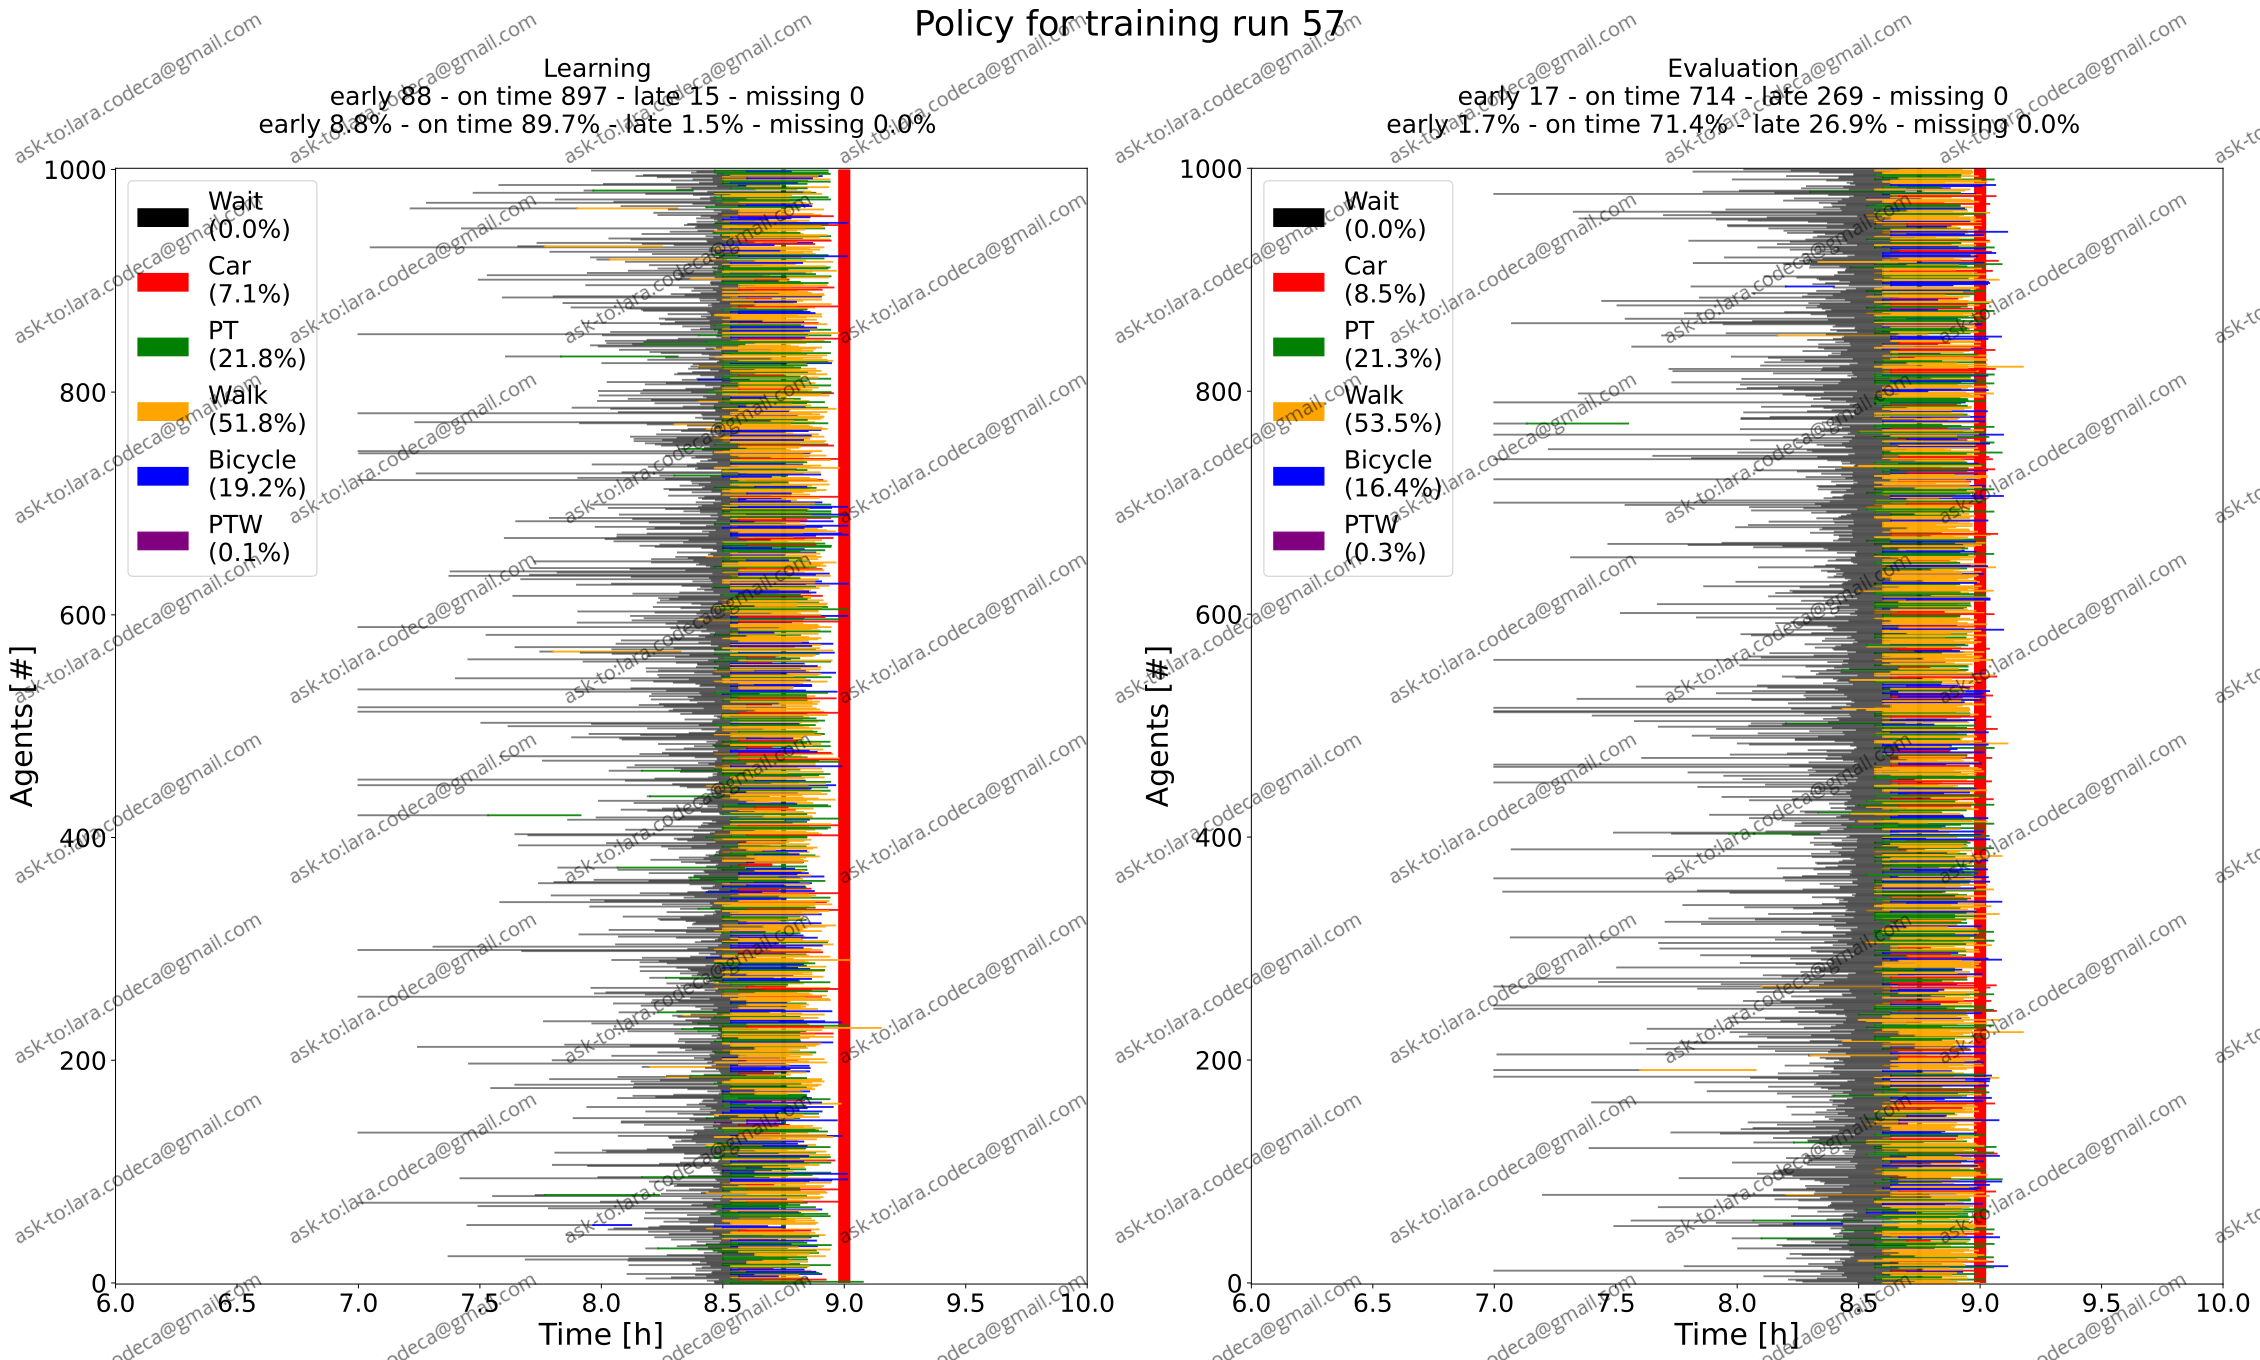 Policy for training run 57
Learning
early 88 - on time 897 - late 15 - missing 0
early 8.8% - on time 89.7% - late 1.5% - missing 0.0%
1000
800
600
400
200
0
Agents [#]
Wait
(0.0%)
Car
(7.1%)
PT
(21.8%)
Walk
(51.8%)
Bicycle
(19.2%)
PTW
(0.1%)
6.0 6.5 7.0 7.5 8.0 8.5 9.0 9.5 10.0
Time [h]
Evaluation
early 17 - on time 714 - late 269 - missing 0
early 1.7% - on time 71.4% - late 26.9% - missing 0.0%
1000
800
600
400
200
0
Agents [#]
Wait
(0.0%)
Car
(8.5%)
PT
(21.3%)
Walk
(53.5%)
Bicycle
(16.4%)
PTW
(0.3%)
6.0 6.5 7.0 7.5 8.0 8.5 9.0 9.5 10.0
Time [h]
ask-to:lara.codeca@gmail.com